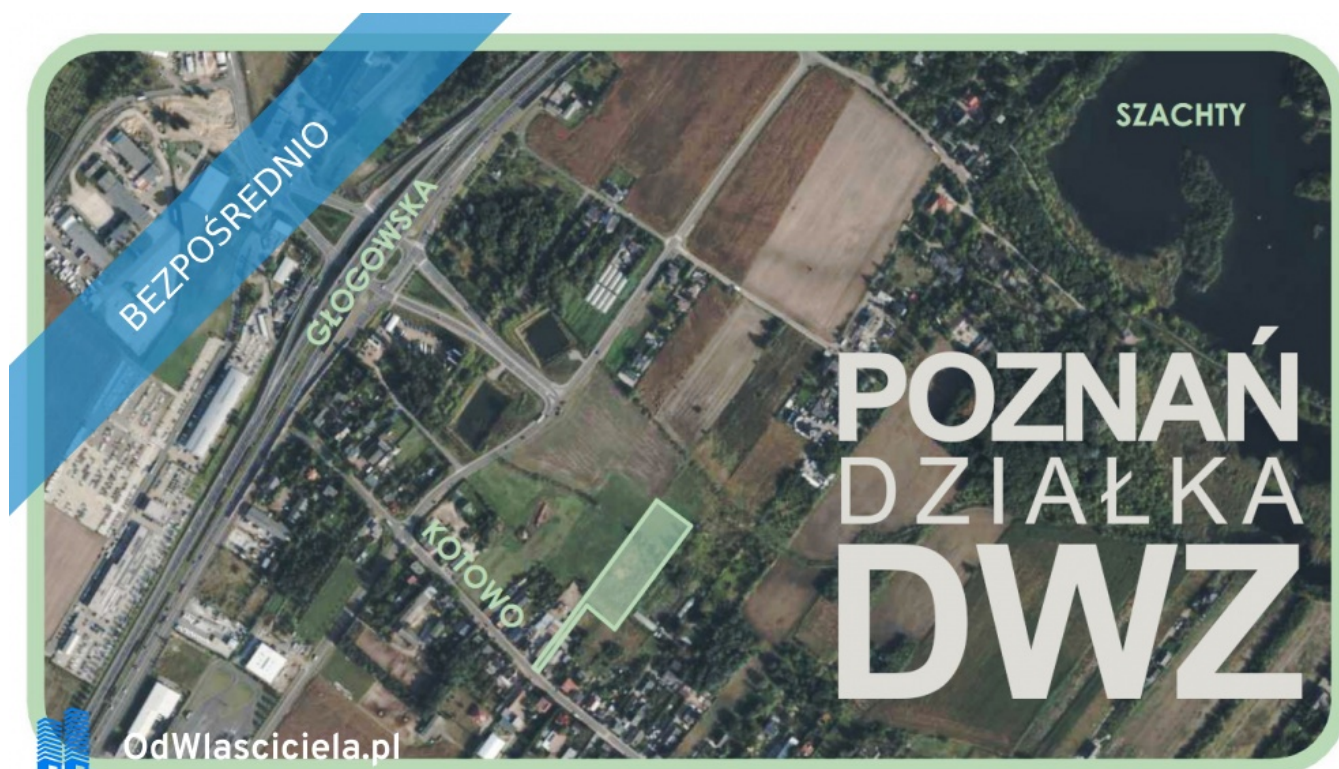 BEZPOŚREDNIO
SZACHTY
GŁOGOWSKA
KOTOWO
POZNAŃ
DZIAŁKA
DWZ
OdWlasciciela.pl